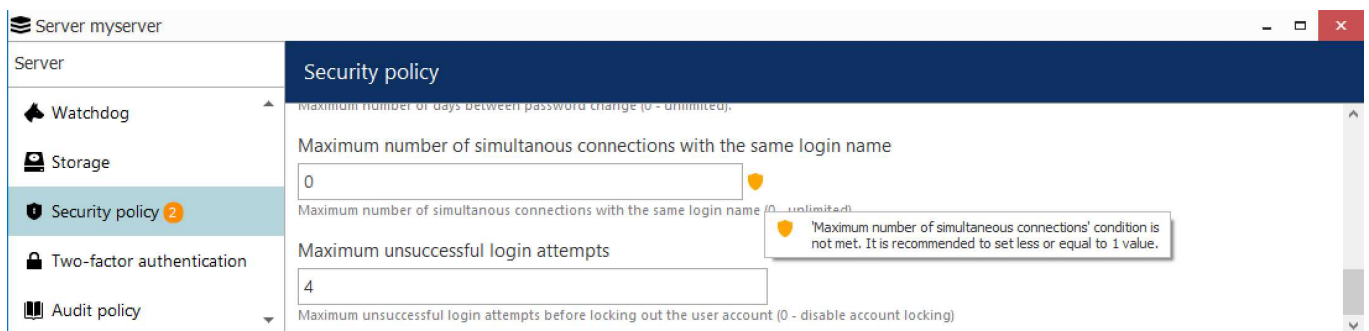 Server myserver
Server
Security policy
Watchdog
Storage
Security policy 2
Two-factor authentication
Audit policy
Maximum number of days between password change (0 - unlimited).
Maximum number of simultanous connections with the same login name
0
Maximum number of simultanous connections with the same login name (0 - unlimited)
'Maximum number of simultaneous connections' condition is
not met. It is recommended to set less or equal to 1 value.
Maximum unsuccessful login attempts
4
Maximum unsuccessful login attempts before locking out the user account (0 - disable account locking)